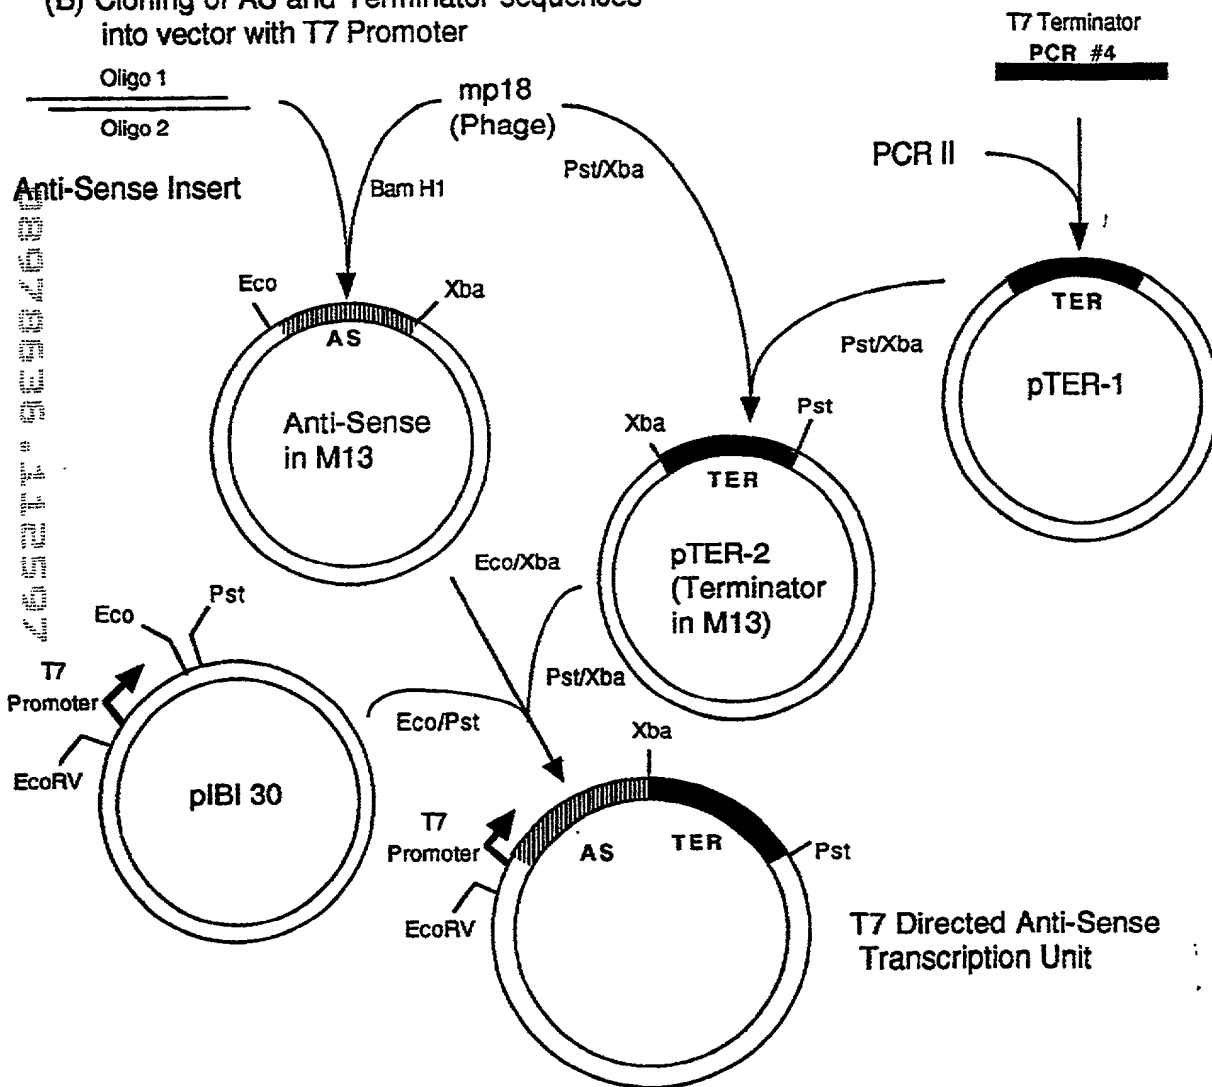 (B) Cloning of AS and Terminator sequences
into vector with T7 Promoter
T7 Terminator
PCR #4
Oligo 1
Oligo 2
mp18
(Phage)
PCR II
Pst/Xba
Anti-Sense Insert
Bam H1
Eco
Xba
AS
Anti-Sense
in M13
TER
pTER-1
Pst/Xba
Xba
Pst
TER
pTER-2
(Terminator
in M13)
Eco/Xba
Pst/Xba
Eco
Pst
T7
Promoter
EcoRV
pIBI 30
Eco/Pst
Xba
T7
Promoter
AS
TER
Pst
EcoRV
T7 Directed Anti-Sense
Transcription Unit